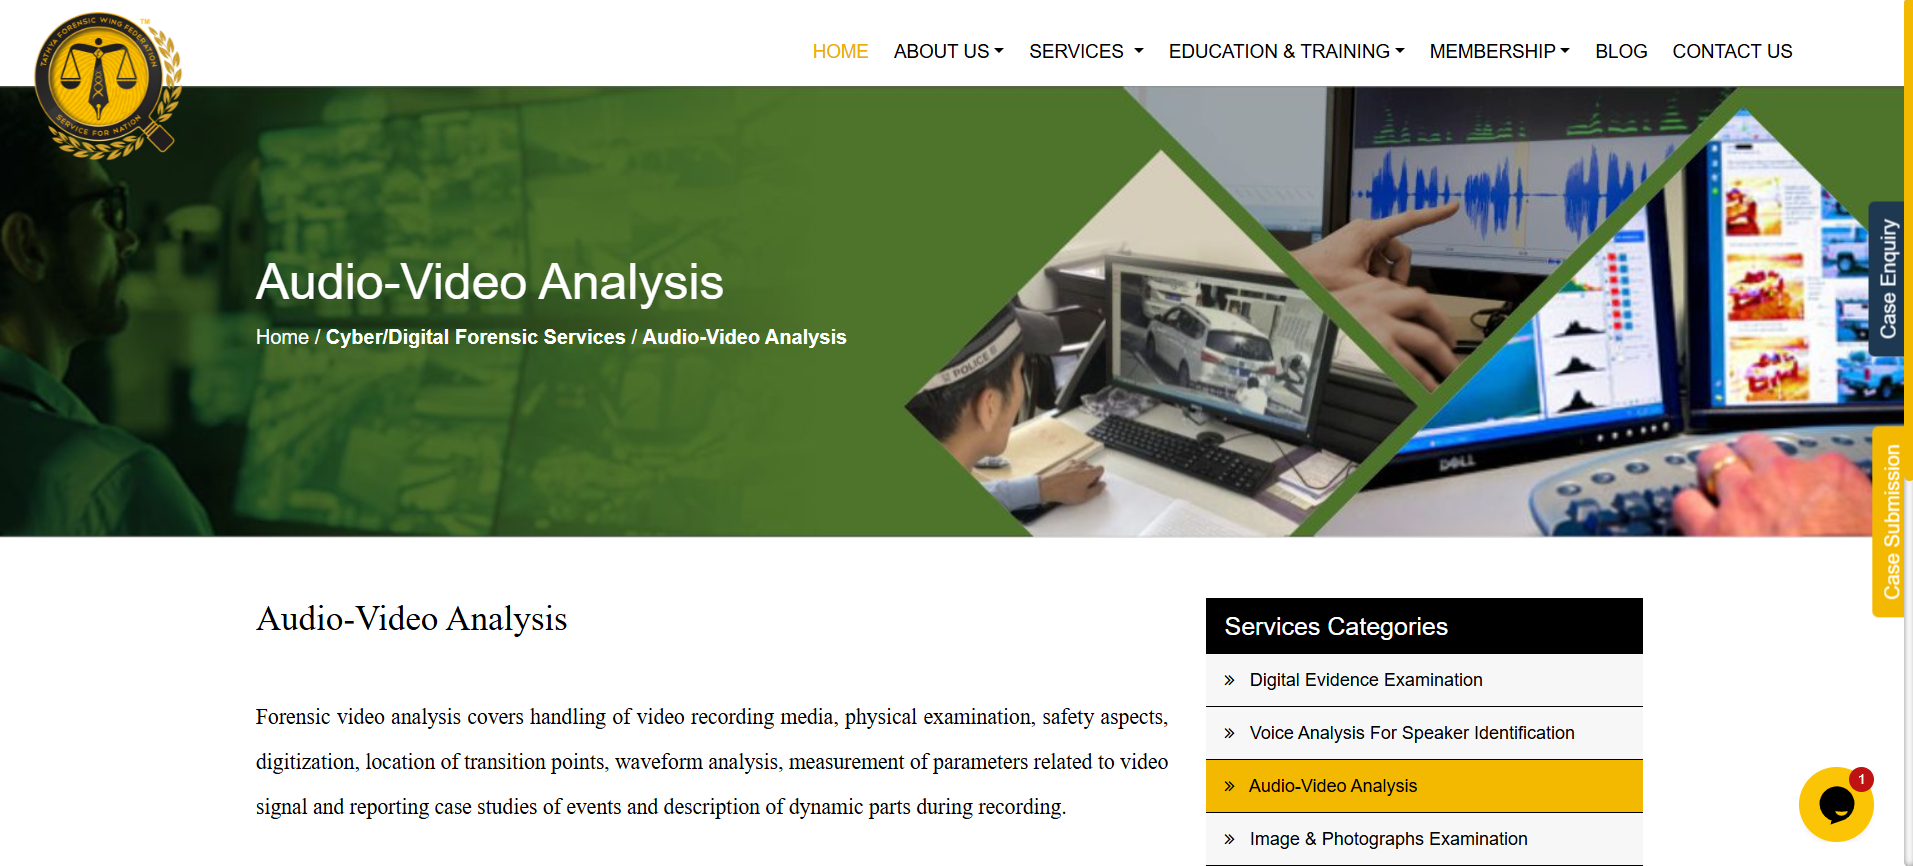 TATHYA FORENSIC WING FEDERATION
TM
SERVICE FOR NATION
HOME ABOUT US SERVICES EDUCATION & TRAINING MEMBERSHIP BLOG CONTACT US
Audio-Video Analysis
Home / Cyber/Digital Forensic Services / Audio-Video Analysis
POLICE
DELL
Case Enquiry
Case Submission
Audio-Video Analysis
Forensic video analysis covers handling of video recording media, physical examination, safety aspects,
digitization, location of transition points, waveform analysis, measurement of parameters related to video
signal and reporting case studies of events and description of dynamic parts during recording.
Services Categories
» Digital Evidence Examination
» Voice Analysis For Speaker Identification
» Audio-Video Analysis
» Image & Photographs Examination
1